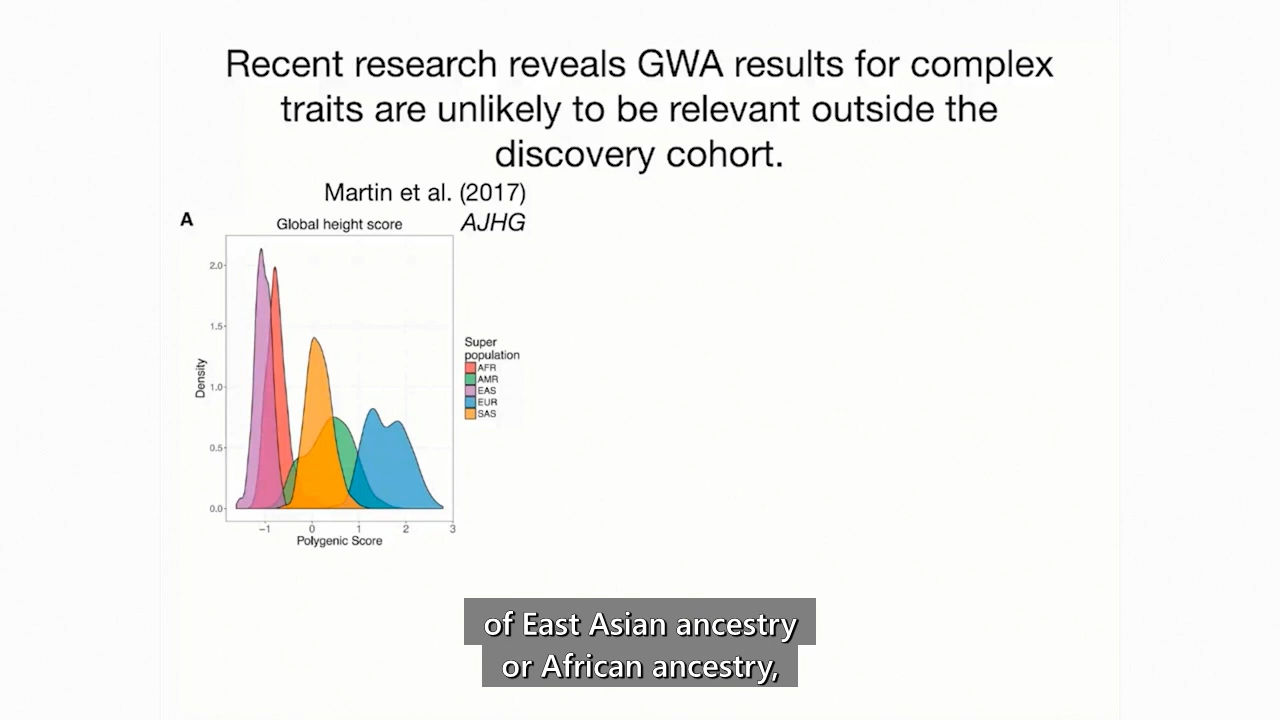 Recent research reveals GWA results for complex
traits are unlikely to be relevant outside the
discovery cohort.
Martin et al. (2017)
AJHG
A
Global height score
2.0
1.5
1.0
0.5
0.0
Density
−1
0
1
2
3
Polygenic Score
Super
population
AFR
AMR
EAS
EUR
SAS
of East Asian ancestry
or African ancestry,